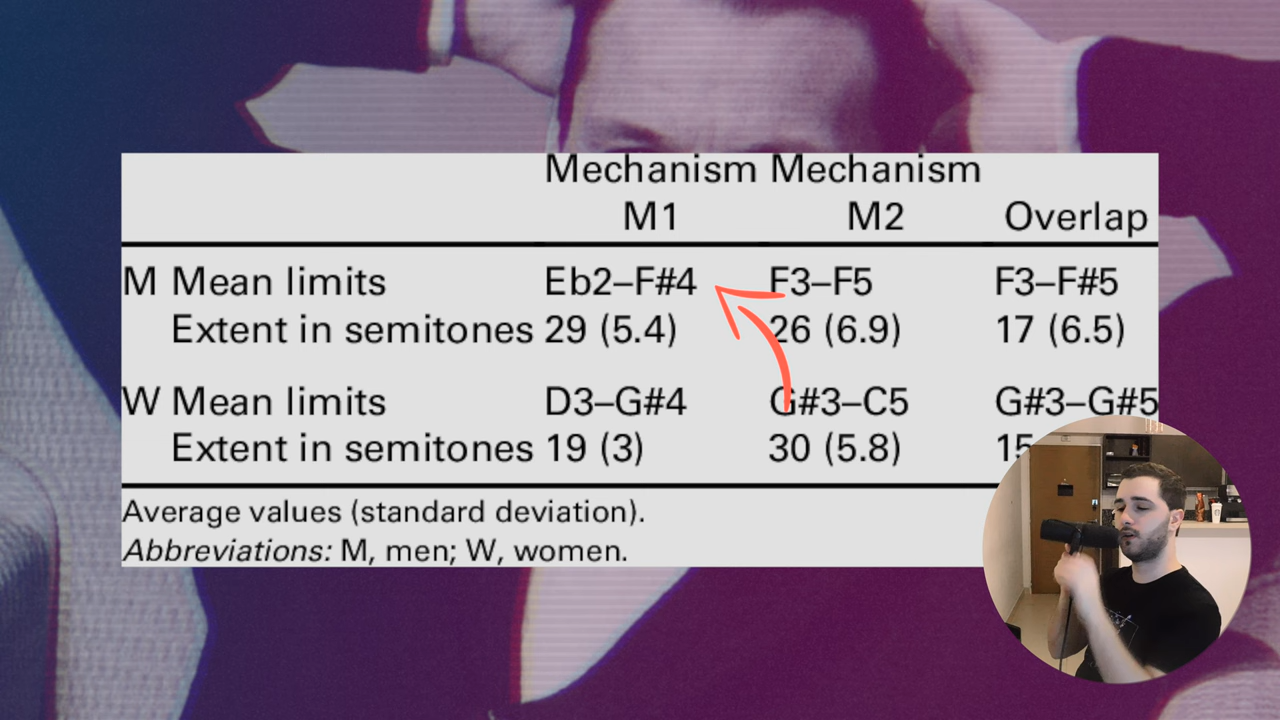 Mechanism Mechanism
M1 M2 Overlap
M Mean limits Eb2–F#4 F3–F5 F3–F#5
Extent in semitones 29 (5.4) 26 (6.9) 17 (6.5)
W Mean limits D3–G#4 G#3–C5 G#3–G#5
Extent in semitones 19 (3) 30 (5.8) 15
Average values (standard deviation).
Abbreviations: M, men; W, women.